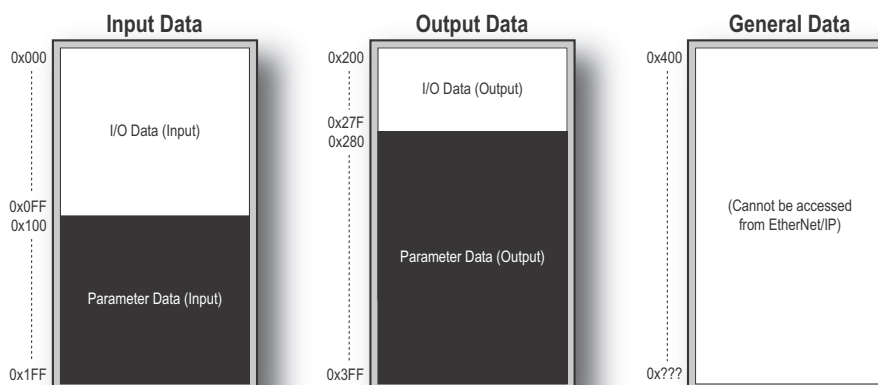 Input Data
0x000
I/O Data (Input)
0x0FF
0x100
Parameter Data (Input)
0x1FF
Output Data
0x200
I/O Data (Output)
0x27F
0x280
Parameter Data (Output)
0x3FF
General Data
0x400
(Cannot be accessed
from EtherNet/IP)
0x???